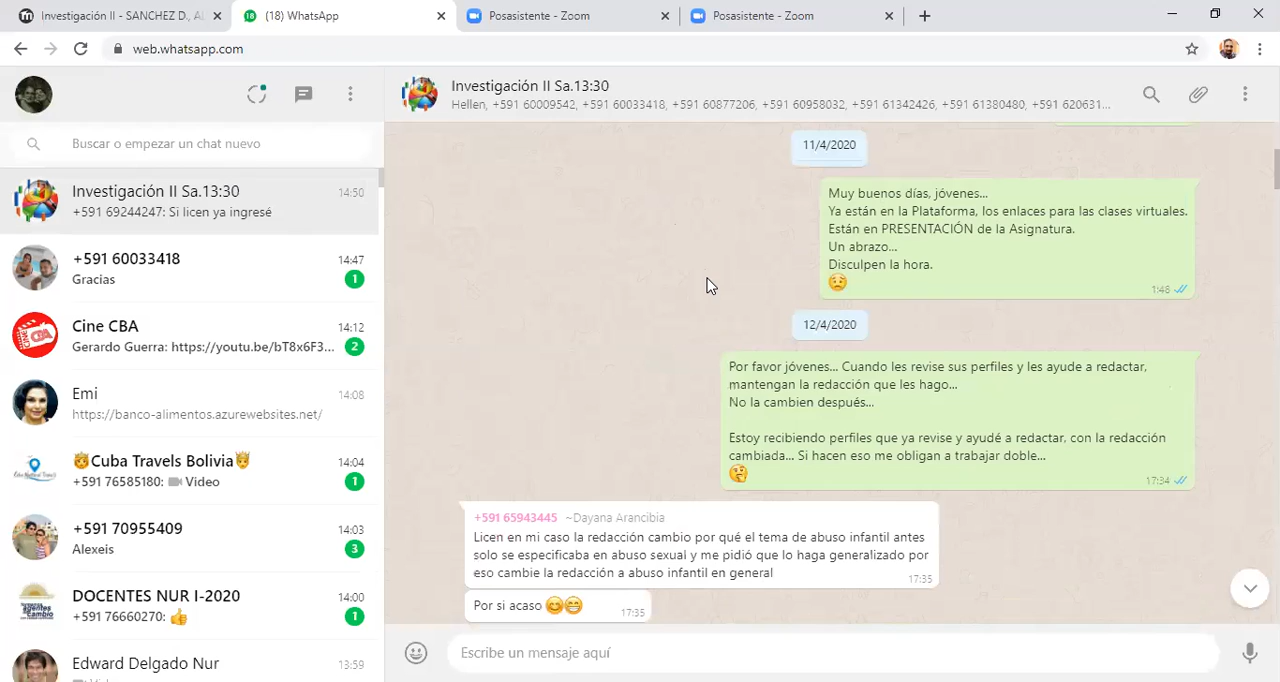 Investigación II - SANCHEZ D., AL
(18) WhatsApp
Posasistente - Zoom
Posasistente - Zoom
web.whatsapp.com
Buscar o empezar un chat nuevo
Investigación II Sa.13:30
14:50
+591 69244247: Si licen ya ingresé
+591 60033418
14:47
Gracias
1
Cine CBA
14:12
Gerardo Guerra: https://youtu.be/bT8x6F3...
2
Emi
14:08
https://banco-alimentos.azurewebsites.net/
Cuba Travels Bolivia
14:04
+591 76585180: Video
1
+591 70955409
14:03
Alexeis
3
DOCENTES NUR I-2020
14:00
+591 76660270: 👍
1
Edward Delgado Nur
13:59
Investigación II Sa.13:30
Hellen, +591 60009542, +591 60033418, +591 60877206, +591 60958032, +591 61342426, +591 61380480, +591 620631...
11/4/2020
Muy buenos días, jóvenes...
Ya están en la Plataforma, los enlaces para las clases virtuales.
Están en PRESENTACIÓN de la Asignatura.
Un abrazo...
Disculpen la hora.
1:48
12/4/2020
Por favor jóvenes... Cuando les revise sus perfiles y les ayude a redactar,
mantengan la redacción que les hago...
No la cambien después...
Estoy recibiendo perfiles que ya revise y ayudé a redactar, con la redacción
cambiada... Si hacen eso me obligan a trabajar doble...
17:34
+591 65943445 ~Dayana Arancibia
Licen en mi caso la redacción cambio por qué el tema de abuso infantil antes
solo se especificaba en abuso sexual y me pidió que lo haga generalizado por
eso cambie la redacción a abuso infantil en general
17:35
Por si acaso 😊😁
17:35
Escribe un mensaje aquí